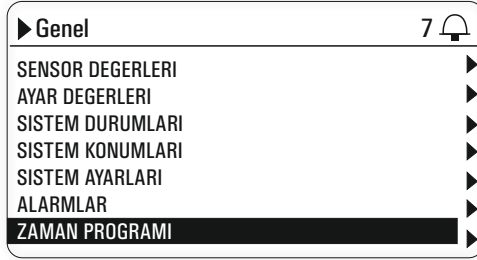 Genel 7
SENSOR DEGERLERI
AYAR DEGERLERI
SISTEM DURUMLARI
SISTEM KONUMLARI
SISTEM AYARLARI
ALARMLAR
ZAMAN PROGRAMI